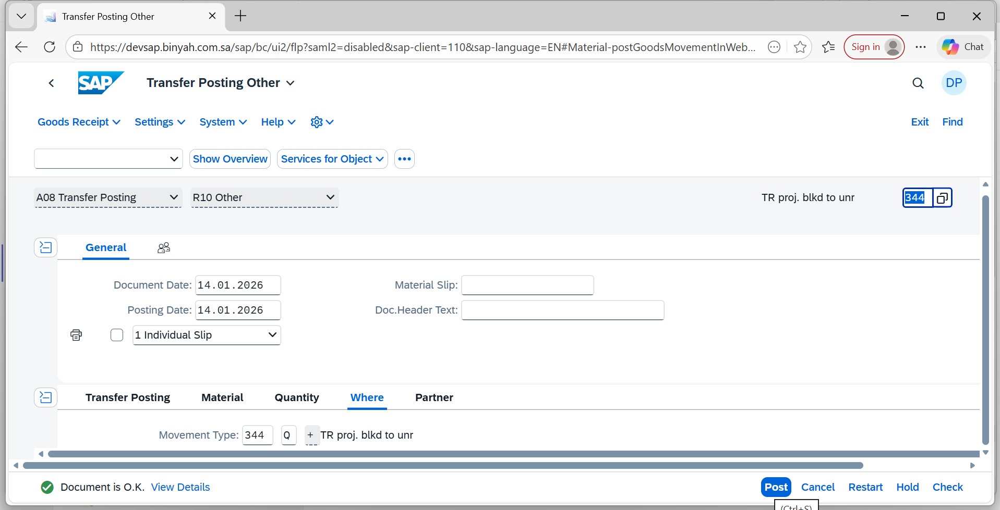 Transfer Posting Other
https://devsap.binyah.com.sa/sap/bc/ui2/flp?saml2=disabled&sap-client=110&sap-language=EN#Material-postGoodsMovementInWeb...
Sign in
Chat
SAP
Transfer Posting Other
DP
Goods Receipt
Settings
System
Help
Exit
Find
Show Overview
Services for Object
A08 Transfer Posting
R10 Other
TR proj. blkd to unr
344
General
Document Date: 14.01.2026
Material Slip:
Posting Date: 14.01.2026
Doc.Header Text:
1 Individual Slip
Transfer Posting
Material
Quantity
Where
Partner
Movement Type: 344 Q + TR proj. blkd to unr
Document is O.K. View Details
Post
Cancel
Restart
Hold
Check
(Ctrl+S)